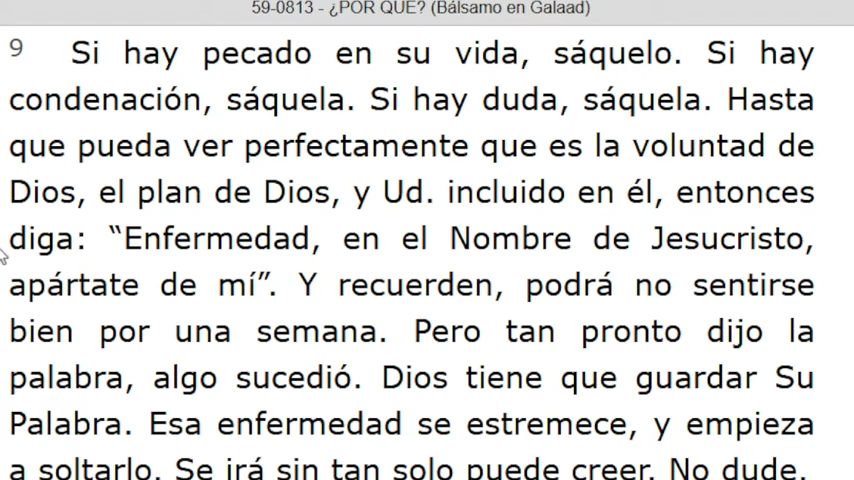 59-0813 - ¿POR QUÉ? (Bálsamo en Galaad)
9 Si hay pecado en su vida, sáquelo. Si hay
condenación, sáquela. Si hay duda, sáquela. Hasta
que pueda ver perfectamente que es la voluntad de
Dios, el plan de Dios, y Ud. incluido en él, entonces
diga: “Enfermedad, en el Nombre de Jesucristo,
apártate de mí”. Y recuerden, podrá no sentirse
bien por una semana. Pero tan pronto dijo la
palabra, algo sucedió. Dios tiene que guardar Su
Palabra. Esa enfermedad se estremece, y empieza
a soltarlo. Se irá sin tan solo puede creer. No dude.